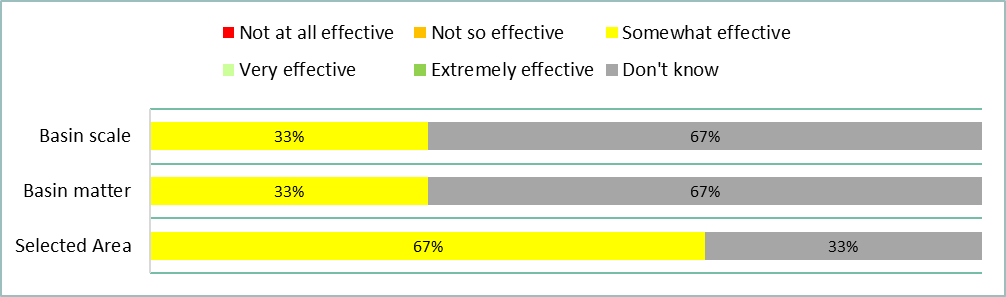 Not at all effective Not so effective Somewhat effective
Very effective Extremely effective Don't know
Basin scale 33% 67%
Basin matter 33% 67%
Selected Area 67% 33%